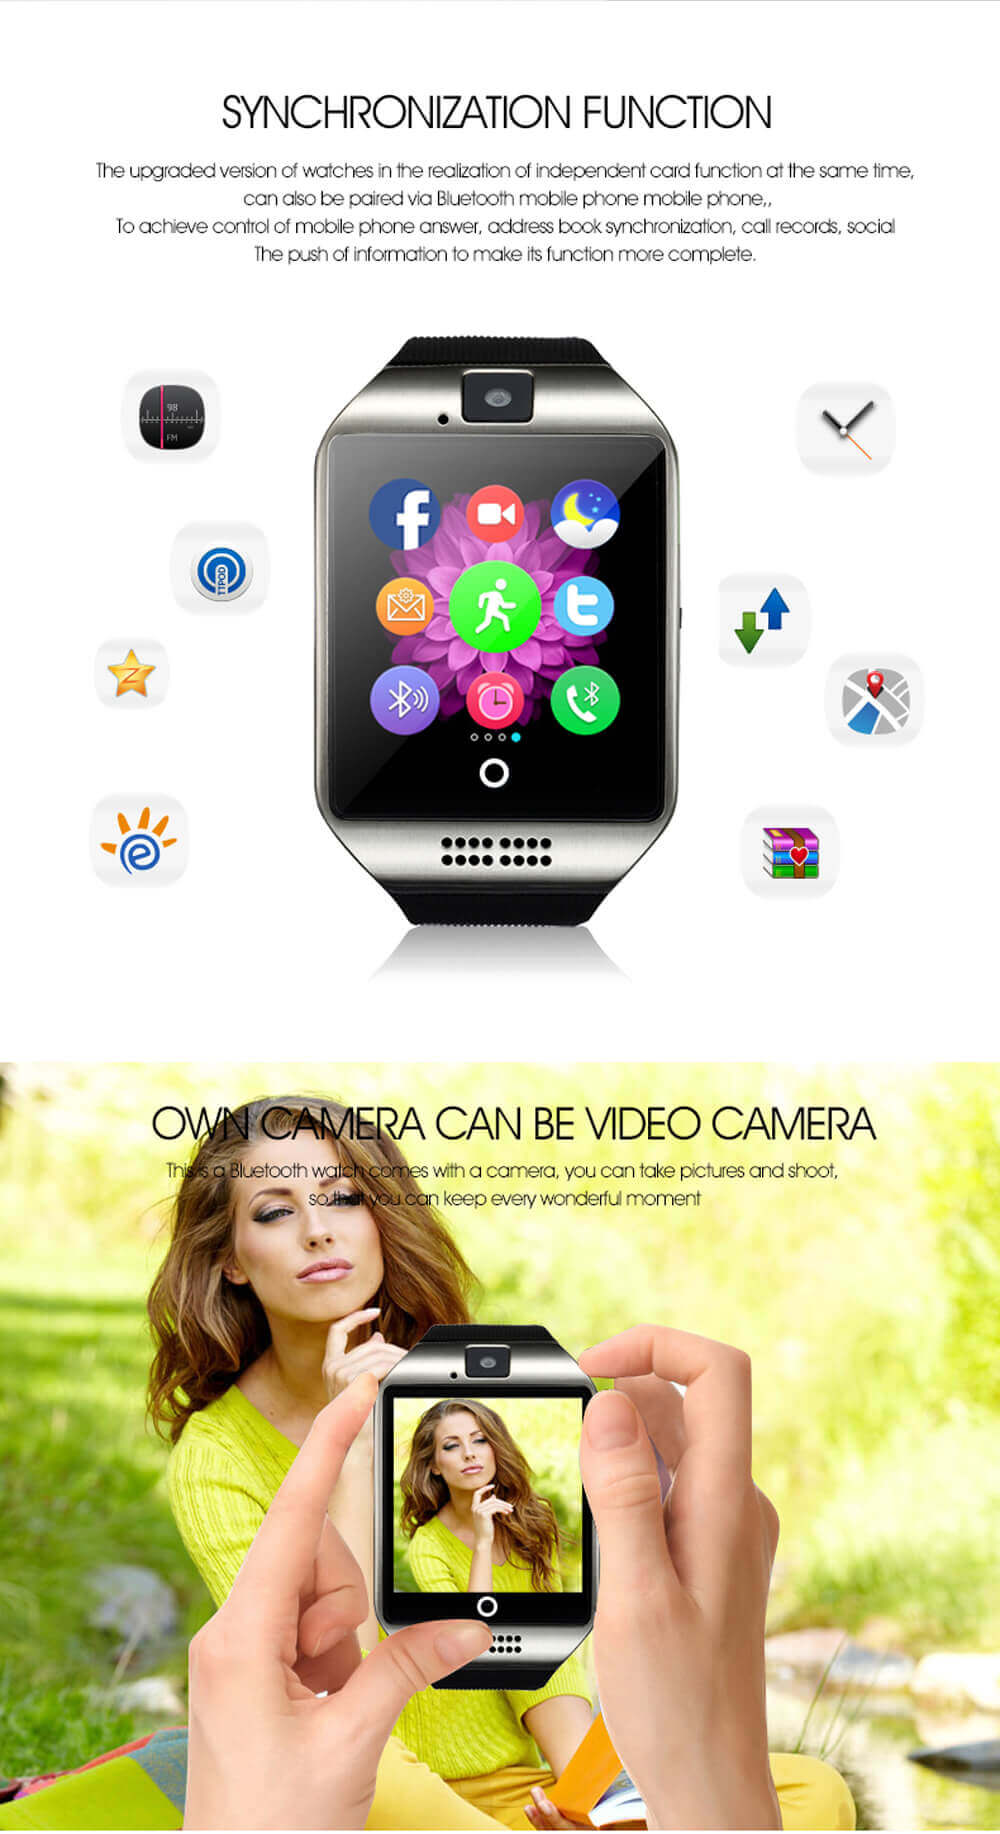 SYNCHRONIZATION FUNCTION
The upgraded version of watches in the realization of independent card function at the same time,
can also be paired via Bluetooth mobile phone mobile phone,,
To achieve control of mobile phone answer, address book synchronization, call records, social
The push of information to make its function more complete.
98
FM
TTPOD
OWN CAMERA CAN BE VIDEO CAMERA
This is a Bluetooth watch comes with a camera, you can take pictures and shoot,
so that you can keep every wonderful moment